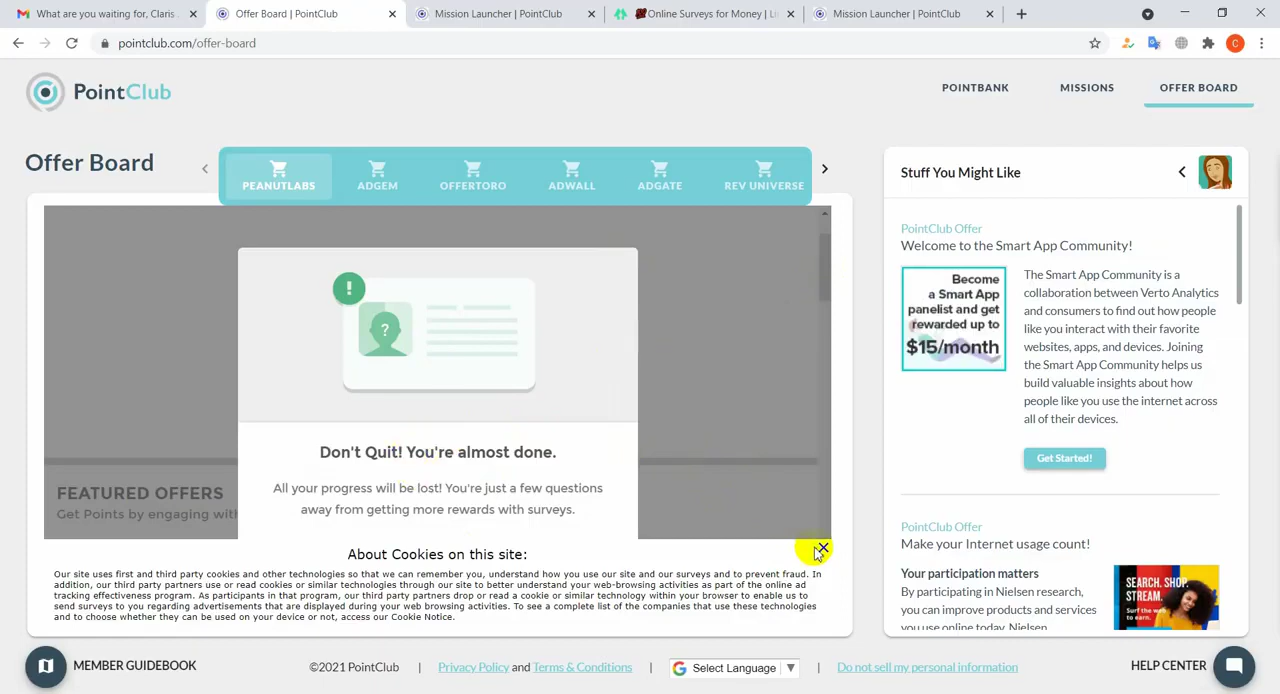 What are you waiting for, Claris
Offer Board | PointClub
Mission Launcher | PointClub
Online Surveys for Money | Li
Mission Launcher | PointClub
pointclub.com/offer-board
C
PointClub
POINTBANK
MISSIONS
OFFER BOARD
Offer Board
PEANUTLABS
ADGEM
OFFERTORO
ADWALL
ADGATE
REV UNIVERSE
Don't Quit! You're almost done.
All your progress will be lost! You're just a few questions
away from getting more rewards with surveys.
FEATURED OFFERS
Get Points by engaging with
About Cookies on this site:
Our site uses first and third party cookies and other technologies so that we can remember you, understand how you use our site and our surveys and to prevent fraud. In
addition, our third party partners use or read cookies or similar technologies through our site to better understand your web-browsing activities as part of the online ad
tracking effectiveness program. As participants in that program, our third party partners set or read a cookie or similar technology within your browser to enable us to
send surveys to you regarding advertisements that are displayed during your web browsing activities. To see a complete list of the companies that use these technologies
and to choose whether they can be used on your device or not, access our Cookie Notice.
Stuff You Might Like
PointClub Offer
Welcome to the Smart App Community!
Become
a Smart App
panelist and get
rewarded up to
$15/month
The Smart App Community is a
collaboration between Verto Analytics
and consumers to find out how people
like you interact with their favorite
websites, apps, and devices. Joining
the Smart App Community helps us
build valuable insights about how
people like you use the internet across
all of their devices.
Get Started!
PointClub Offer
Make your Internet usage count!
Your participation matters
By participating in Nielsen research,
you can improve products and services
you use online today. Nielsen
SEARCH. SHOP.
STREAM.
Surf the web
to earn.
MEMBER GUIDEBOOK
©2021 PointClub | Privacy Policy and Terms & Conditions | G Select Language ▼ | Do not sell my personal information
HELP CENTER